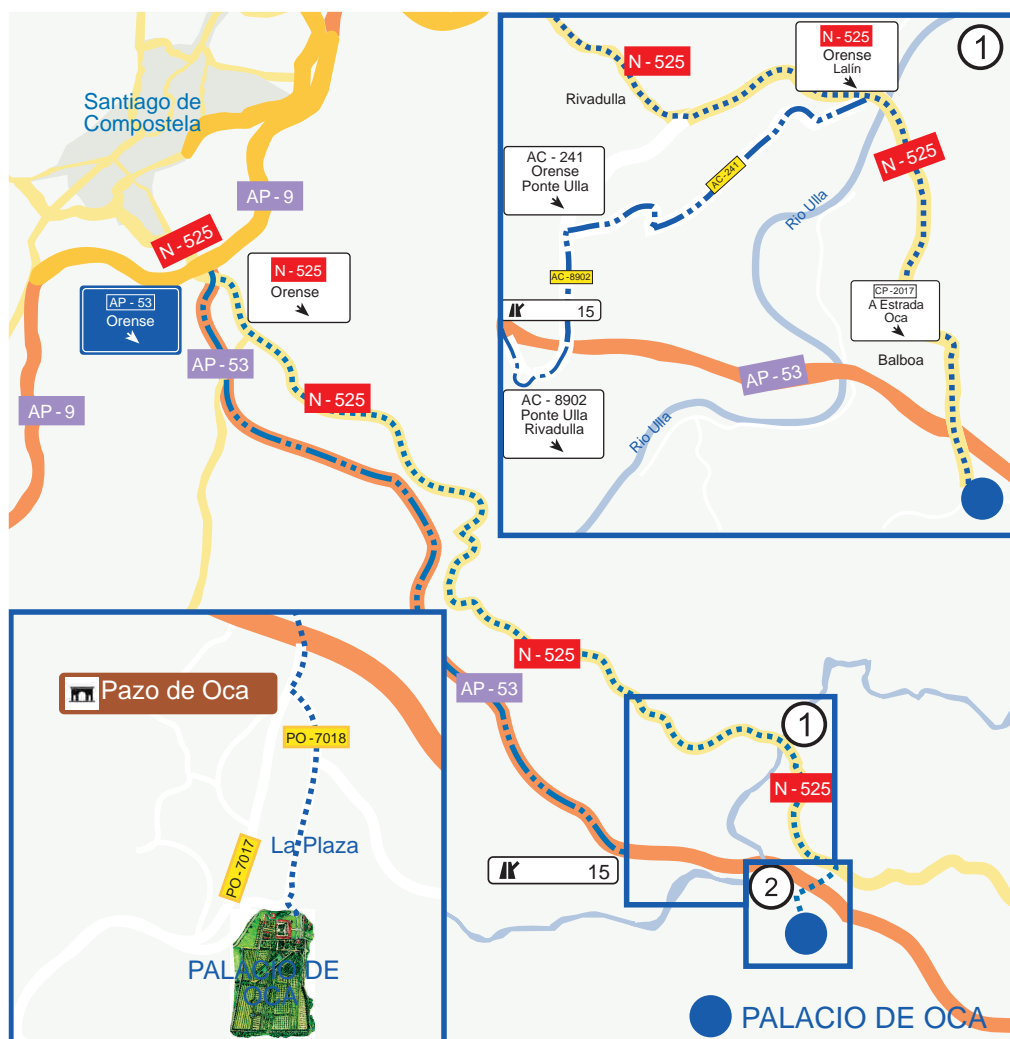 Santiago de
Compostela
AP - 9
N - 525
N - 525
Orense
AP - 53
Orense
AP - 53
AP - 9
N - 525
N - 525
AP - 53
15
1
N - 525
2
PALACIO DE OCA
1
N - 525
Orense
Lalín
N - 525
Rivadulla
N - 525
AC - 241
Orense
Ponte Ulla
AC-241
Rio Ulla
AC-8902
15
CP-2017
A Estrada
Oca
Balboa
AP-53
AC - 8902
Ponte Ulla
Rivadulla
Rio Ulla
Pazo de Oca
PO -7018
La Plaza
PO-7017
PALACIO DE
OCA